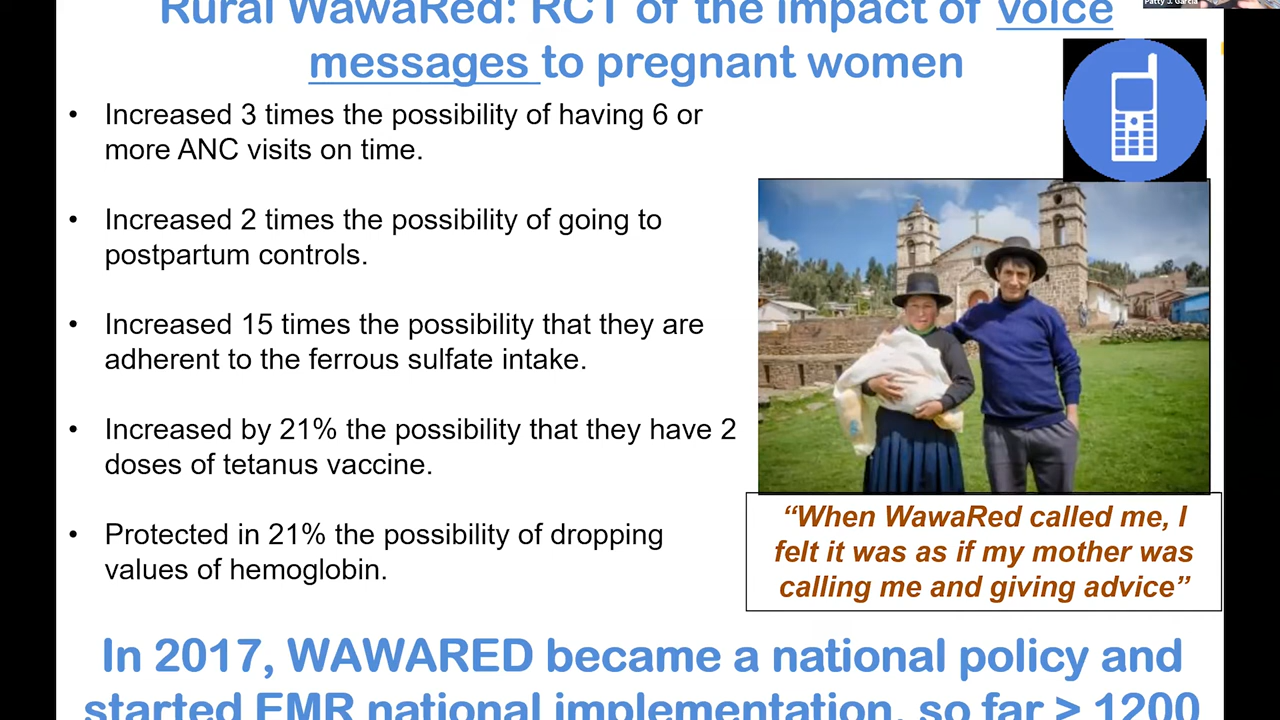 Patty J. Garcia
Rural WawaRed: RCT of the impact of voice
messages to pregnant women
• Increased 3 times the possibility of having 6 or
more ANC visits on time.
• Increased 2 times the possibility of going to
postpartum controls.
• Increased 15 times the possibility that they are
adherent to the ferrous sulfate intake.
• Increased by 21% the possibility that they have 2
doses of tetanus vaccine.
• Protected in 21% the possibility of dropping
values of hemoglobin.
“When WawaRed called me, I
felt it was as if my mother was
calling me and giving advice”
In 2017, WAWARED became a national policy and
started EMR national implementation, so far > 1200